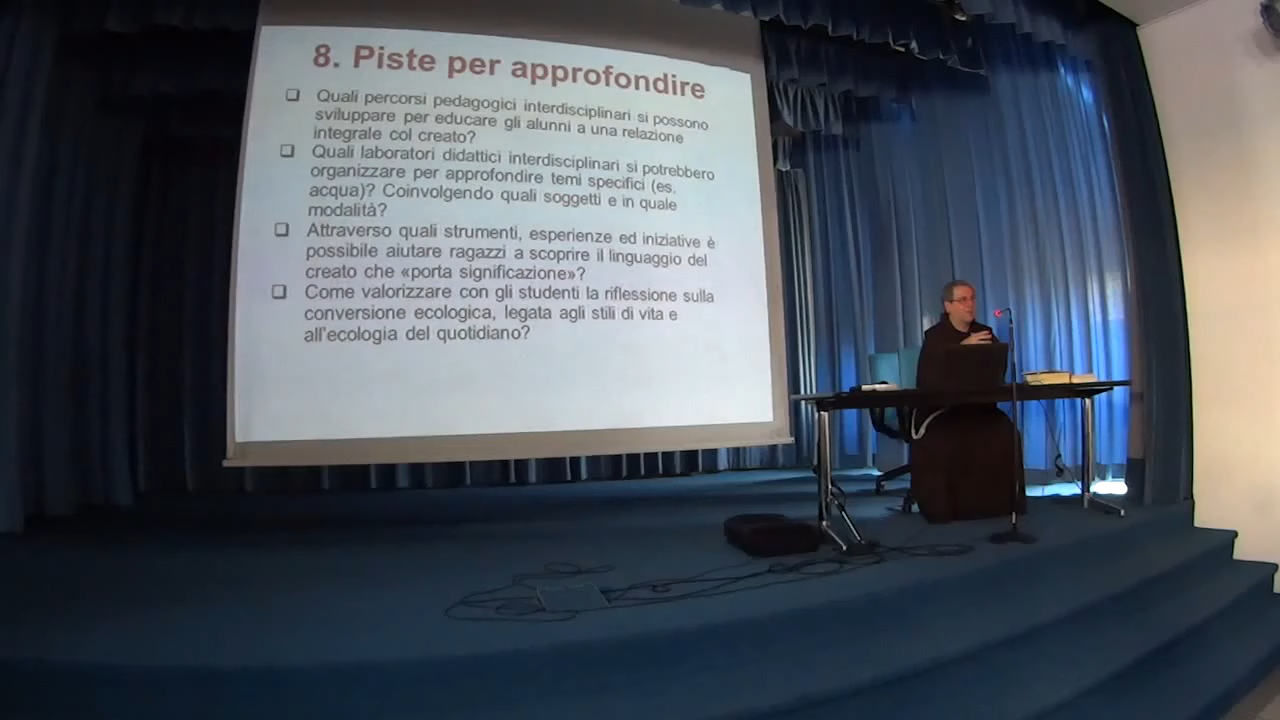 8. Piste per approfondire
❑ Quali percorsi pedagogici interdisciplinari si possono
sviluppare per educare gli alunni a una relazione
integrale col creato?
❑ Quali laboratori didattici interdisciplinari si potrebbero
organizzare per approfondire temi specifici (es.
acqua)? Coinvolgendo quali soggetti e in quale
modalità?
❑ Attraverso quali strumenti, esperienze ed iniziative è
possibile aiutare ragazzi a scoprire il linguaggio del
creato che «porta significazione»?
❑ Come valorizzare con gli studenti la riflessione sulla
conversione ecologica, legata agli stili di vita e
all'ecologia del quotidiano?